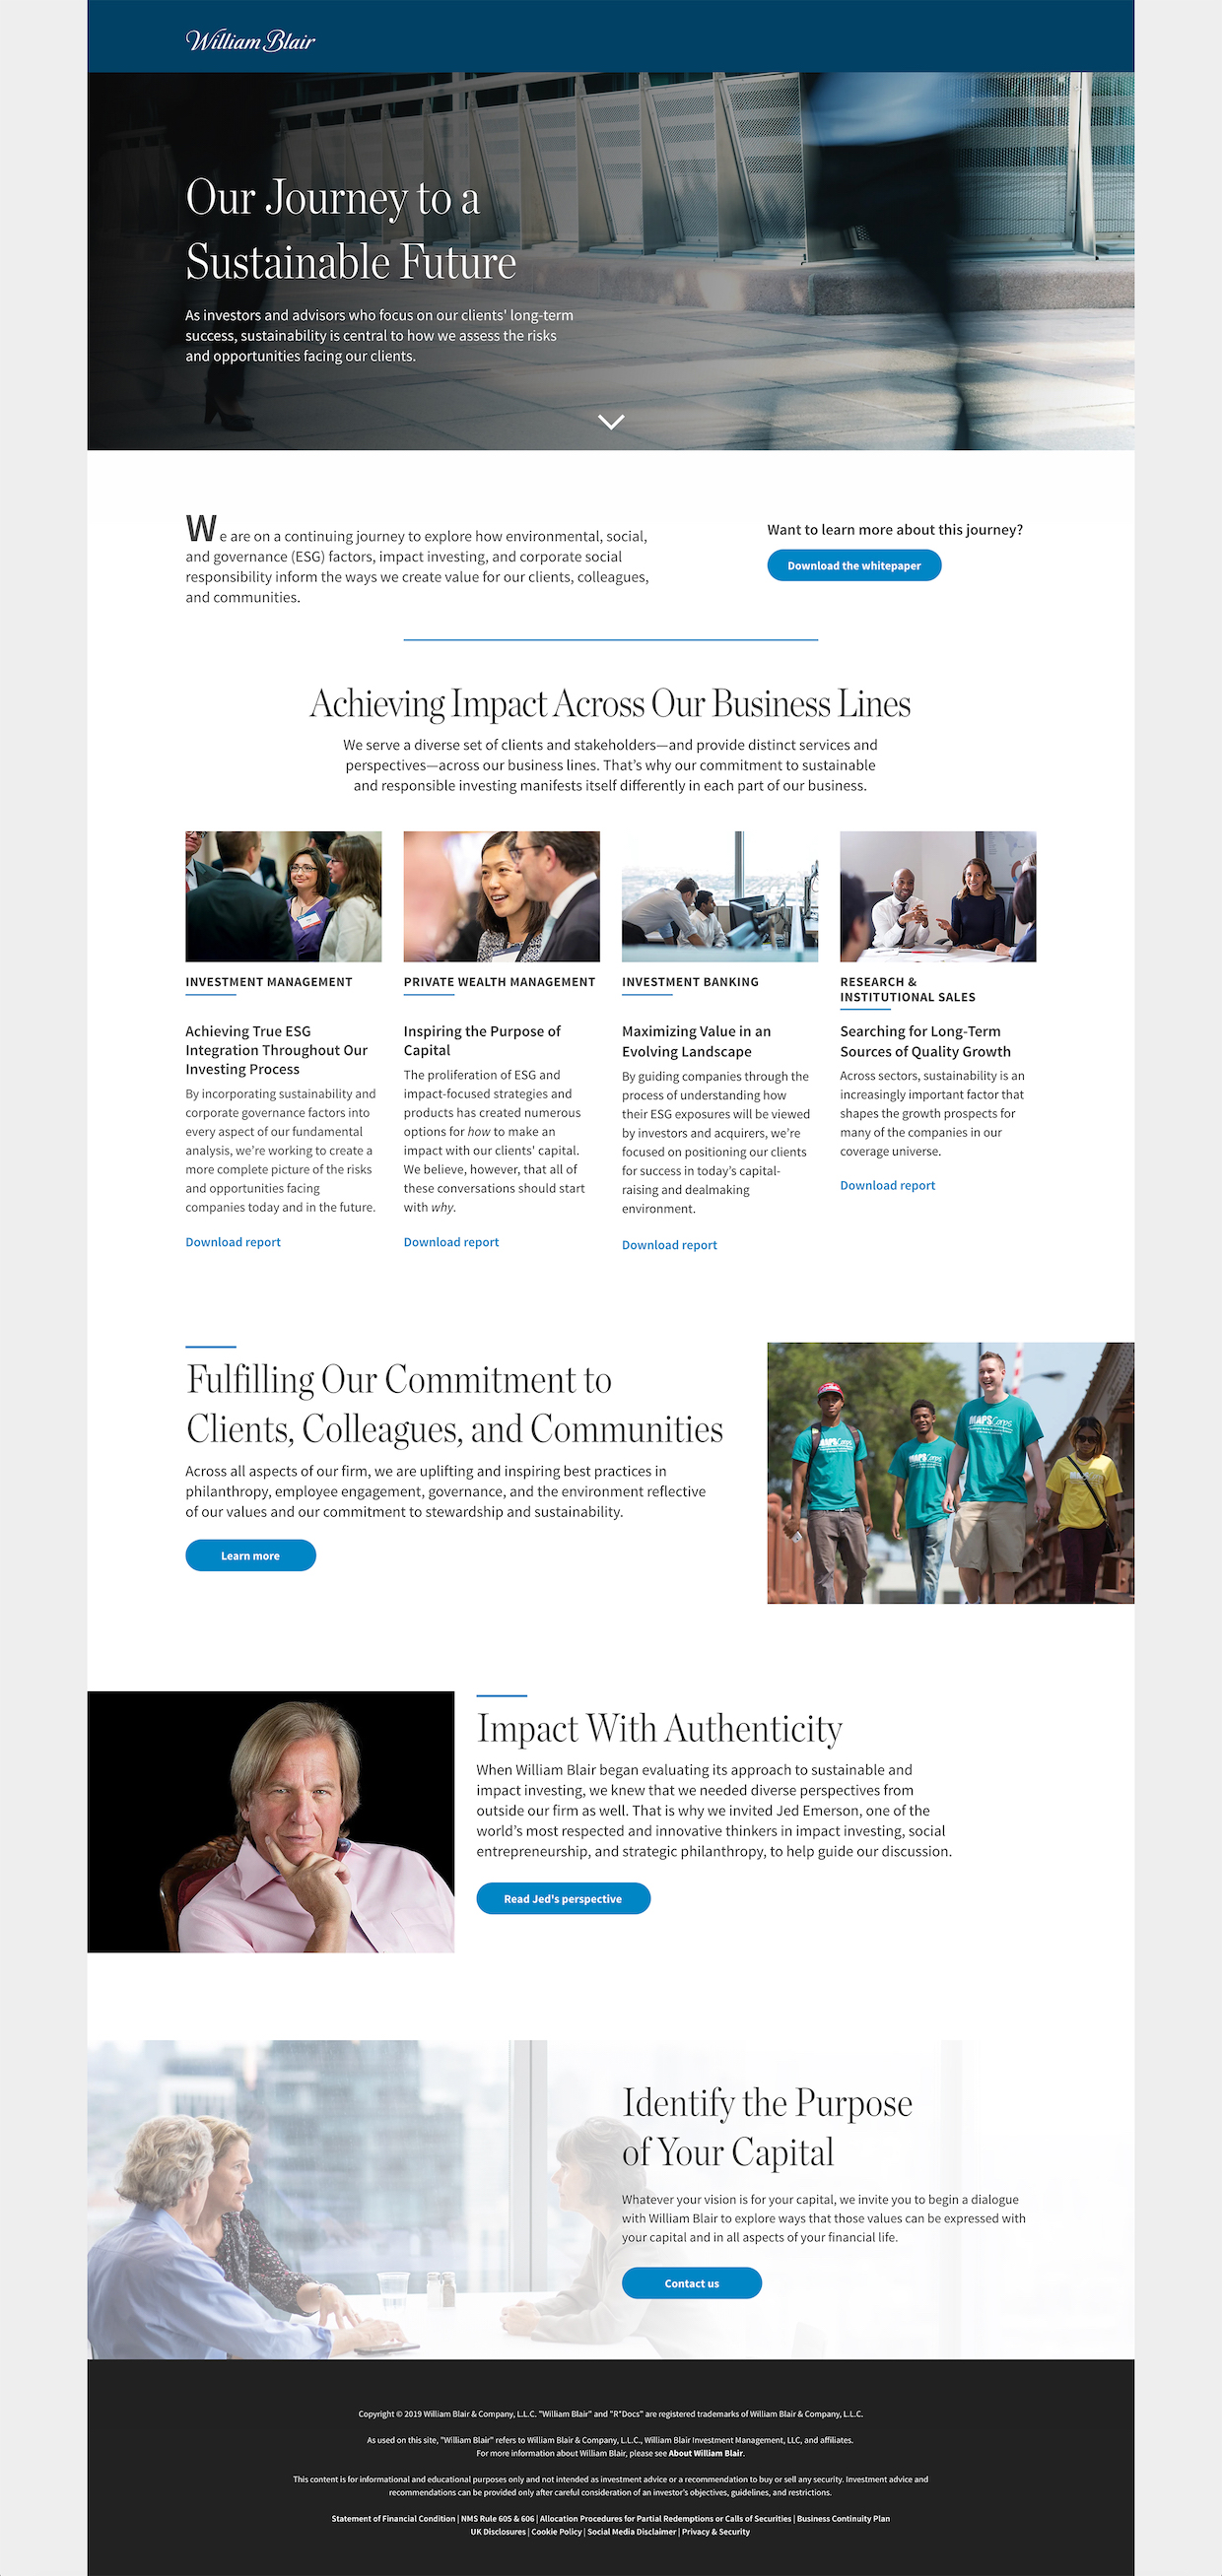 William Blair
Our Journey to a
Sustainable Future
As investors and advisors who focus on our clients' long-term
success, sustainability is central to how we assess the risks
and opportunities facing our clients.
We are on a continuing journey to explore how environmental, social,
and governance (ESG) factors, impact investing, and corporate social
responsibility inform the ways we create value for our clients, colleagues,
and communities.
Want to learn more about this journey?
Download the whitepaper
Achieving Impact Across Our Business Lines
We serve a diverse set of clients and stakeholders—and provide distinct services and
perspectives—across our business lines. That’s why our commitment to sustainable
and responsible investing manifests itself differently in each part of our business.
INVESTMENT MANAGEMENT
Achieving True ESG
Integration Throughout Our
Investing Process
By incorporating sustainability and
corporate governance factors into
every aspect of our fundamental
analysis, we’re working to create a
more complete picture of the risks
and opportunities facing
companies today and in the future.
Download report
PRIVATE WEALTH MANAGEMENT
Inspiring the Purpose of
Capital
The proliferation of ESG and
impact-focused strategies and
products has created numerous
options for how to make an
impact with our clients' capital.
We believe, however, that all of
these conversations should start
with why.
Download report
INVESTMENT BANKING
Maximizing Value in an
Evolving Landscape
By guiding companies through the
process of understanding how
their ESG exposures will be viewed
by investors and acquirers, we’re
focused on positioning our clients
for success in today’s capital-
raising and dealmaking
environment.
Download report
RESEARCH &
INSTITUTIONAL SALES
Searching for Long-Term
Sources of Quality Growth
Across sectors, sustainability is an
increasingly important factor that
shapes the growth prospects for
many of the companies in our
coverage universe.
Download report
Fulfilling Our Commitment to
Clients, Colleagues, and Communities
Across all aspects of our firm, we are uplifting and inspiring best practices in
philanthropy, employee engagement, governance, and the environment reflective
of our values and our commitment to stewardship and sustainability.
Learn more
MAPSCorps
MAPSCorps
MAPSCorps
Impact With Authenticity
When William Blair began evaluating its approach to sustainable and
impact investing, we knew that we needed diverse perspectives from
outside our firm as well. That is why we invited Jed Emerson, one of the
world’s most respected and innovative thinkers in impact investing, social
entrepreneurship, and strategic philanthropy, to help guide our discussion.
Read Jed's perspective
Identify the Purpose
of Your Capital
Whatever your vision is for your capital, we invite you to begin a dialogue
with William Blair to explore ways that those values can be expressed with
your capital and in all aspects of your financial life.
Contact us
Copyright © 2019 William Blair & Company, L.L.C. "William Blair" and "R*Docs" are registered trademarks of William Blair & Company, L.L.C.
As used on this site, "William Blair" refers to William Blair & Company, L.L.C., William Blair Investment Management, LLC, and affiliates.
For more information about William Blair, please see About William Blair.
This content is for informational and educational purposes only and not intended as investment advice or a recommendation to buy or sell any security. Investment advice and
recommendations can be provided only after careful consideration of an investor's objectives, guidelines, and restrictions.
Statement of Financial Condition | NMS Rule 605 & 606 | Allocation Procedures for Partial Redemptions or Calls of Securities | Business Continuity Plan
UK Disclosures | Cookie Policy | Social Media Disclaimer | Privacy & Security